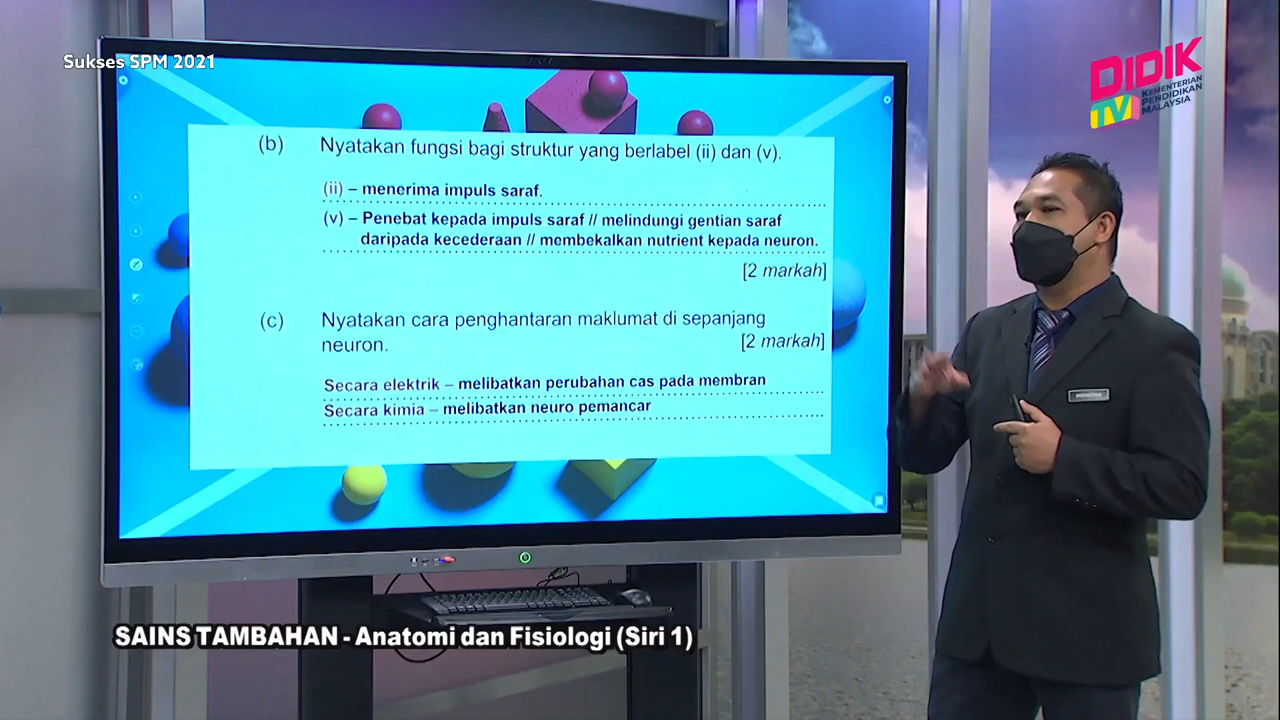 Sukses SPM 2021
DIDIK
TV
KEMENTERIAN
PENDIDIKAN
MALAYSIA
(b) Nyatakan fungsi bagi struktur yang berlabel (ii) dan (v).
(ii) – menerima impuls saraf.
(v) – Penebat kepada impuls saraf // melindungi gentian saraf
daripada kecederaan // membekalkan nutrient kepada neuron.
[2 markah]
(c) Nyatakan cara penghantaran maklumat di sepanjang
neuron. [2 markah]
Secara elektrik – melibatkan perubahan cas pada membran
Secara kimia – melibatkan neuro pemancar
SAINS TAMBAHAN - Anatomi dan Fisiologi (Siri 1)